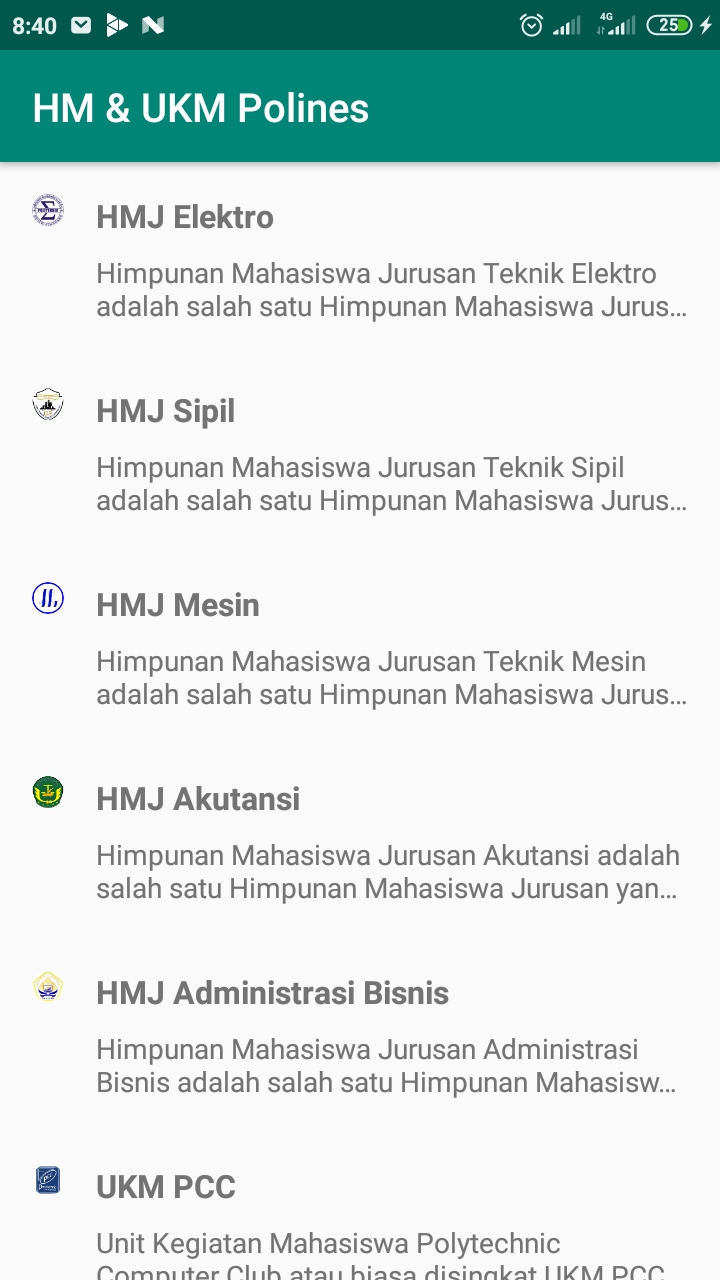 8:40 4G 25
HM & UKM Polines
HMJ Elektro
Himpunan Mahasiswa Jurusan Teknik Elektro
adalah salah satu Himpunan Mahasiswa Jurus...
HMJ Sipil
Himpunan Mahasiswa Jurusan Teknik Sipil
adalah salah satu Himpunan Mahasiswa Jurus...
HMJ Mesin
Himpunan Mahasiswa Jurusan Teknik Mesin
adalah salah satu Himpunan Mahasiswa Jurus...
HMJ Akutansi
Himpunan Mahasiswa Jurusan Akutansi adalah
salah satu Himpunan Mahasiswa Jurusan yan...
HMJ Administrasi Bisnis
Himpunan Mahasiswa Jurusan Administrasi
Bisnis adalah salah satu Himpunan Mahasisw...
UKM PCC
Unit Kegiatan Mahasiswa Polytechnic
Computer Club atau biasa disingkat UKM PCC